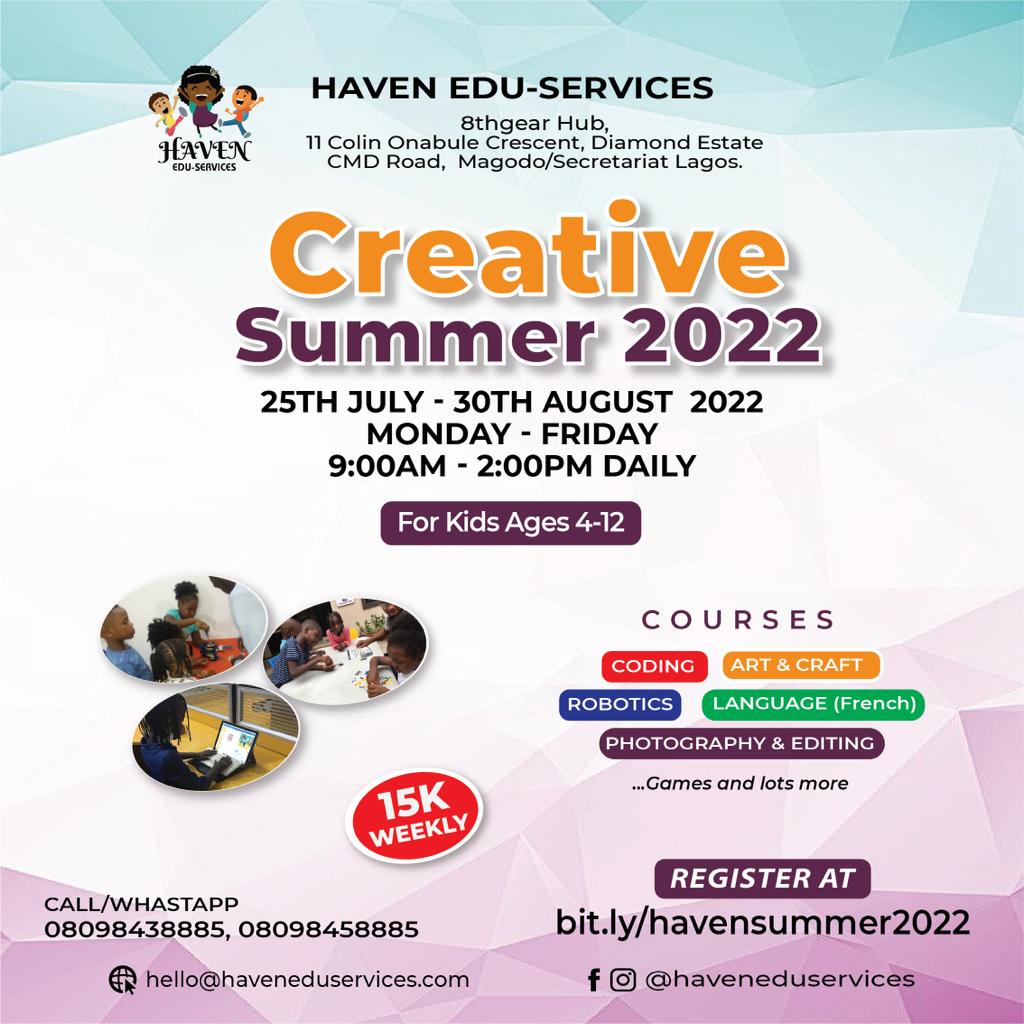 HAVEN
EDU-SERVICES
HAVEN EDU-SERVICES
8thgear Hub,
11 Colin Onabule Crescent, Diamond Estate
CMD Road, Magodo/Secretariat Lagos.
Creative
Summer 2022
25TH JULY - 30TH AUGUST 2022
MONDAY - FRIDAY
9:00AM - 2:00PM DAILY
For Kids Ages 4-12
COURSES
CODING
ART & CRAFT
ROBOTICS
LANGUAGE (French)
PHOTOGRAPHY & EDITING
...Games and lots more
15K
WEEKLY
REGISTER AT
bit.ly/havensummer2022
CALL/WHASTAPP
08098438885, 08098458885
hello@haveneduservices.com
@haveneduservices